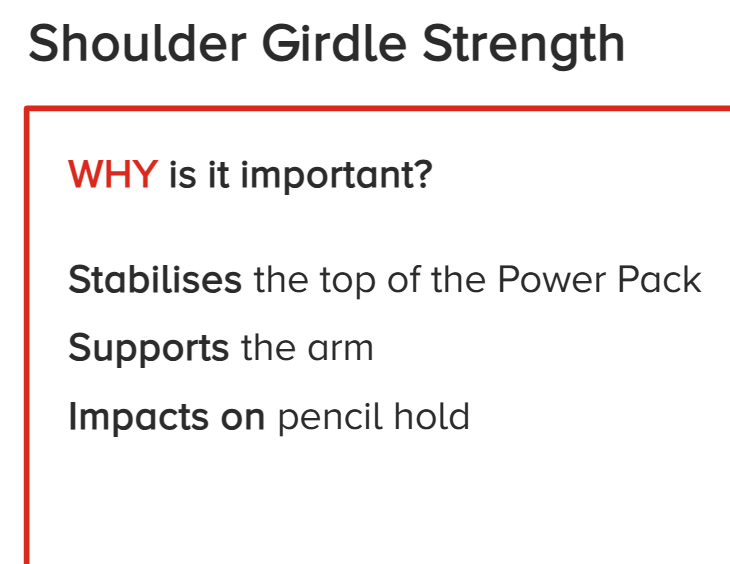 Shoulder Girdle Strength
WHY is it important?
Stabilises the top of the Power Pack
Supports the arm
Impacts on pencil hold